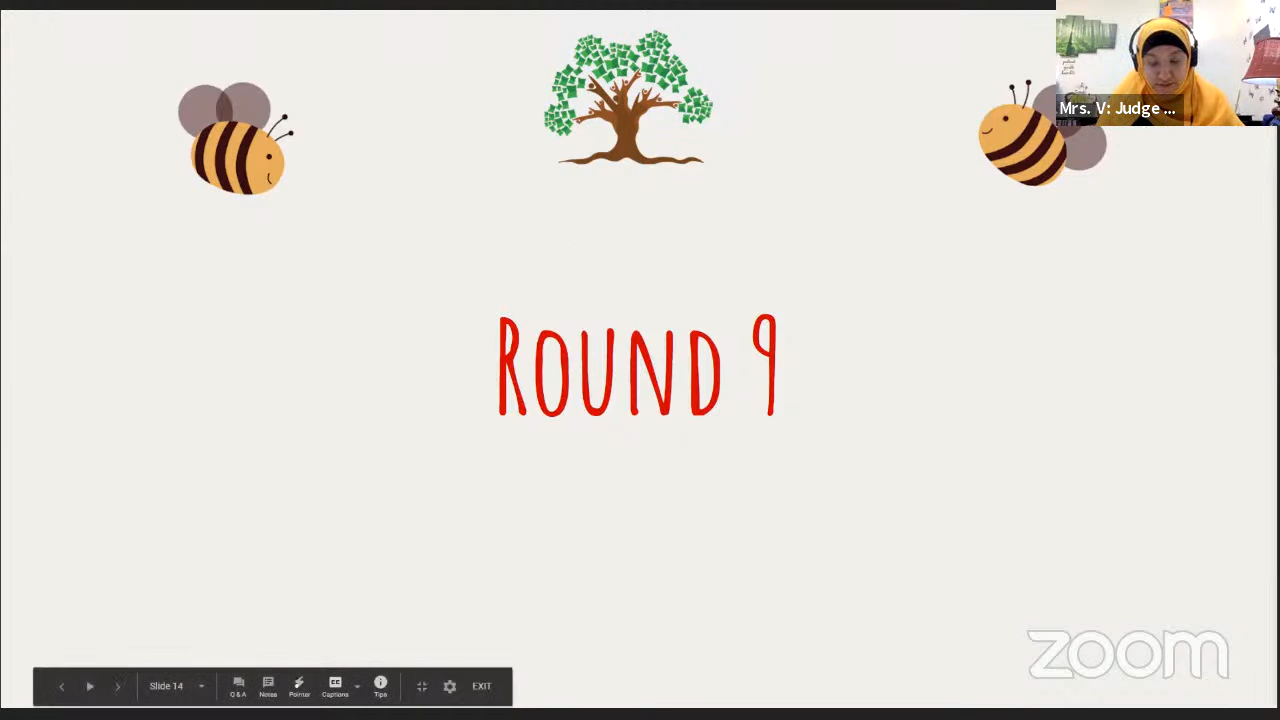 Mrs. V: Judge ...
Round 9
zoom
Slide 14
Q & A
Notes
Pointer
Captions
Tips
EXIT